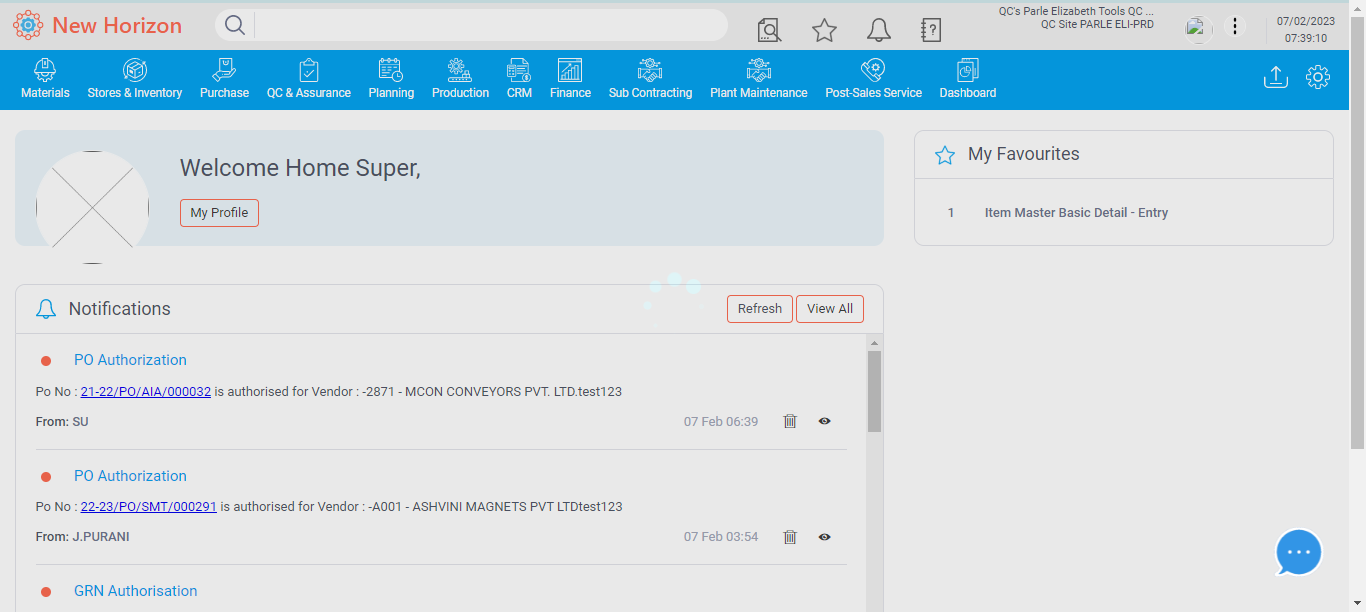 New Horizon
QC's Parle Elizabeth Tools QC ...
QC Site PARLE ELI-PRD
07/02/2023
07:39:10
Materials Stores & Inventory Purchase QC & Assurance Planning Production CRM Finance Sub Contracting Plant Maintenance Post-Sales Service Dashboard
Welcome Home Super,
My Profile
My Favourites
1 Item Master Basic Detail - Entry
Notifications Refresh View All
PO Authorization
Po No : 21-22/PO/AIA/000032 is authorised for Vendor : -2871 - MCON CONVEYORS PVT. LTD.test123
From: SU 07 Feb 06:39
PO Authorization
Po No : 22-23/PO/SMT/000291 is authorised for Vendor : -A001 - ASHVINI MAGNETS PVT LTDtest123
From: J.PURANI 07 Feb 03:54
GRN Authorisation